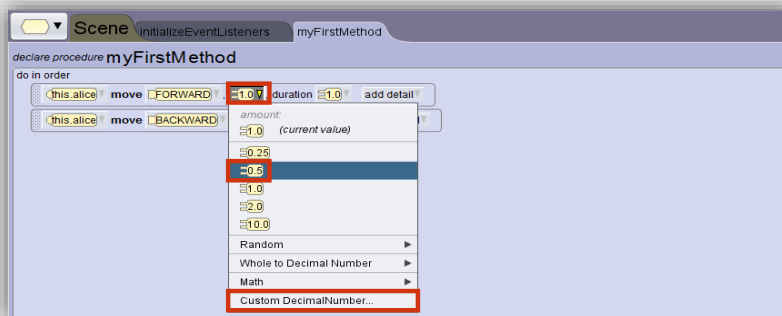 Scene initializeEventListeners myFirstMethod
declare procedure myFirstMethod
do in order
this.alice move FORWARD , 1.0 , duration 1.0 add detail
this.alice move BACKWARD
amount:
1.0 (current value)
0.25
0.5
1.0
2.0
10.0
Random
Whole to Decimal Number
Math
Custom DecimalNumber...